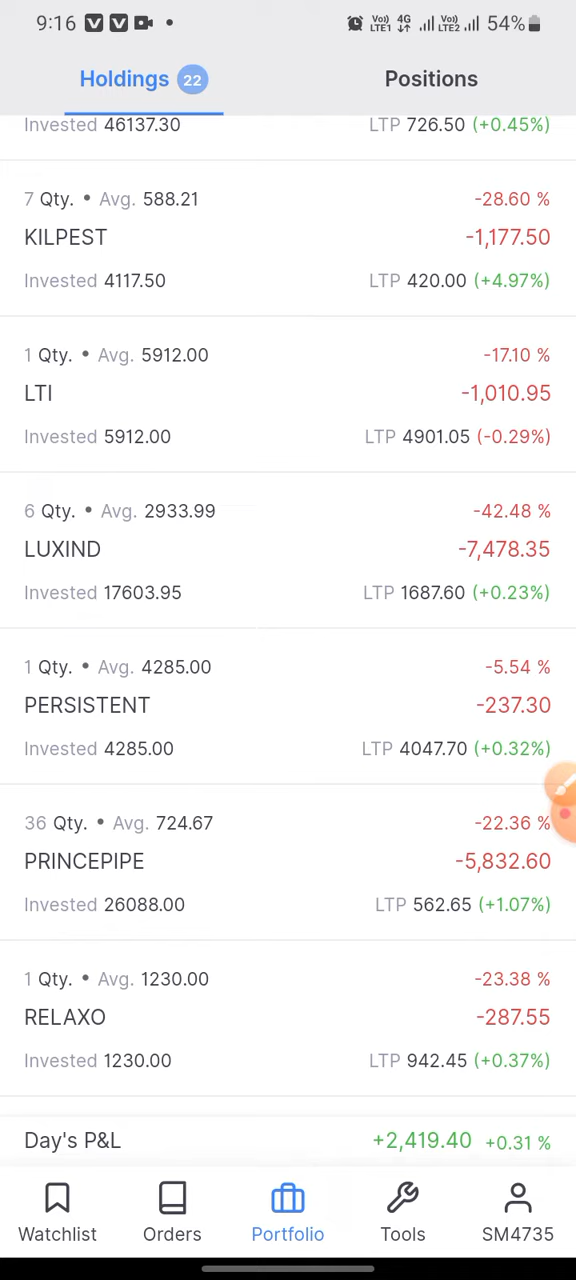 9:16 Vo)) LTE1 4G Vo)) LTE2 54%
Holdings 22 Positions
Invested 46137.30 LTP 726.50 (+0.45%)
7 Qty. • Avg. 588.21 -28.60 %
KILPEST -1,177.50
Invested 4117.50 LTP 420.00 (+4.97%)
1 Qty. • Avg. 5912.00 -17.10 %
LTI -1,010.95
Invested 5912.00 LTP 4901.05 (-0.29%)
6 Qty. • Avg. 2933.99 -42.48 %
LUXIND -7,478.35
Invested 17603.95 LTP 1687.60 (+0.23%)
1 Qty. • Avg. 4285.00 -5.54 %
PERSISTENT -237.30
Invested 4285.00 LTP 4047.70 (+0.32%)
36 Qty. • Avg. 724.67 -22.36 %
PRINCEPIPE -5,832.60
Invested 26088.00 LTP 562.65 (+1.07%)
1 Qty. • Avg. 1230.00 -23.38 %
RELAXO -287.55
Invested 1230.00 LTP 942.45 (+0.37%)
Day's P&L +2,419.40 +0.31 %
Watchlist Orders Portfolio Tools SM4735